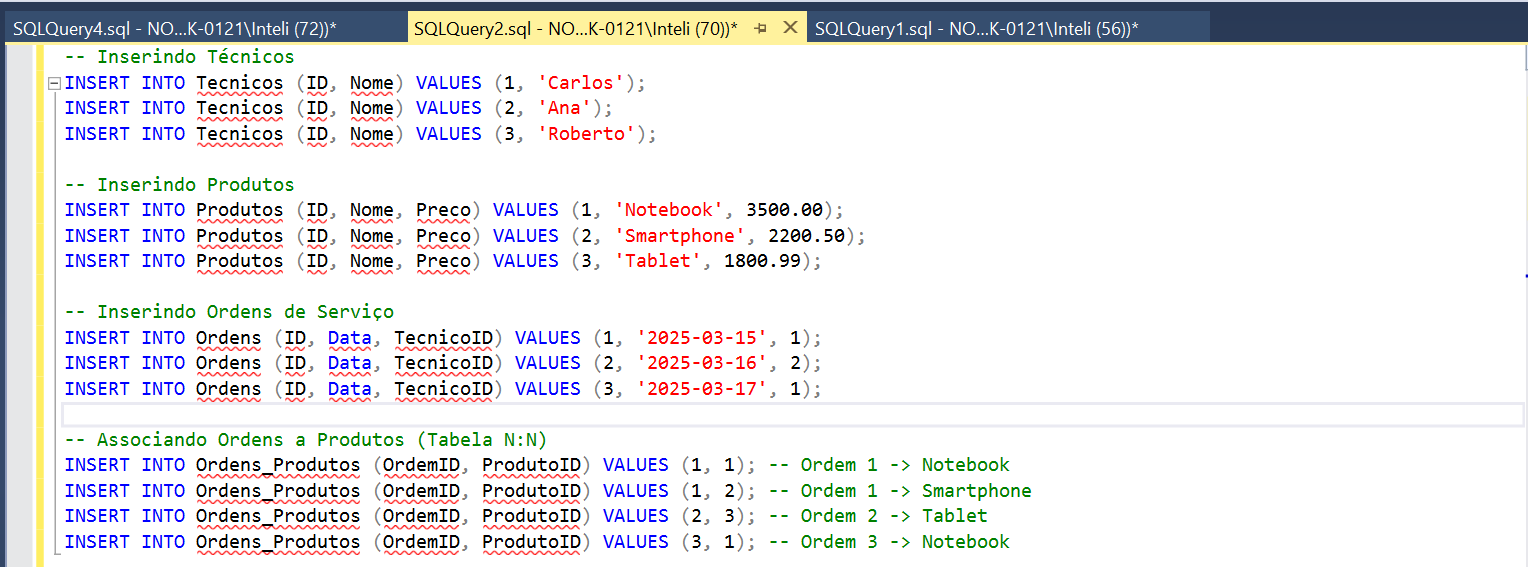 SQLQuery4.sql - NO...K-0121\Inteli (72))*
SQLQuery2.sql - NO...K-0121\Inteli (70))*
SQLQuery1.sql - NO...K-0121\Inteli (56))*
-- Inserindo Técnicos
INSERT INTO Tecnicos (ID, Nome) VALUES (1, 'Carlos');
INSERT INTO Tecnicos (ID, Nome) VALUES (2, 'Ana');
INSERT INTO Tecnicos (ID, Nome) VALUES (3, 'Roberto');
-- Inserindo Produtos
INSERT INTO Produtos (ID, Nome, Preco) VALUES (1, 'Notebook', 3500.00);
INSERT INTO Produtos (ID, Nome, Preco) VALUES (2, 'Smartphone', 2200.50);
INSERT INTO Produtos (ID, Nome, Preco) VALUES (3, 'Tablet', 1800.99);
-- Inserindo Ordens de Serviço
INSERT INTO Ordens (ID, Data, TecnicoID) VALUES (1, '2025-03-15', 1);
INSERT INTO Ordens (ID, Data, TecnicoID) VALUES (2, '2025-03-16', 2);
INSERT INTO Ordens (ID, Data, TecnicoID) VALUES (3, '2025-03-17', 1);
-- Associando Ordens a Produtos (Tabela N:N)
INSERT INTO Ordens_Produtos (OrdemID, ProdutoID) VALUES (1, 1); -- Ordem 1 -> Notebook
INSERT INTO Ordens_Produtos (OrdemID, ProdutoID) VALUES (1, 2); -- Ordem 1 -> Smartphone
INSERT INTO Ordens_Produtos (OrdemID, ProdutoID) VALUES (2, 3); -- Ordem 2 -> Tablet
INSERT INTO Ordens_Produtos (OrdemID, ProdutoID) VALUES (3, 1); -- Ordem 3 -> Notebook